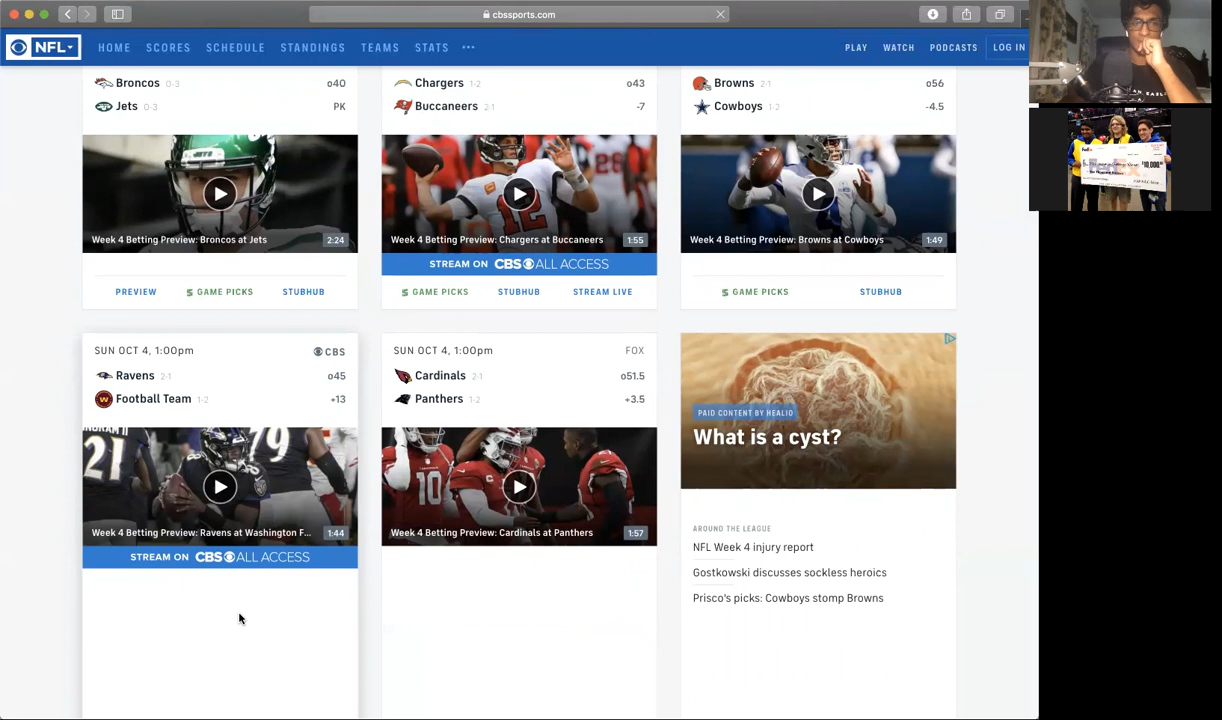 cbssports.com
NFL
HOME SCORES SCHEDULE STANDINGS TEAMS STATS ••• PLAY WATCH PODCASTS LOG IN
Broncos 0-3 o40
Jets 0-3 PK
Week 4 Betting Preview: Broncos at Jets 2:24
PREVIEW GAME PICKS STUBHUB
Chargers 1-2 o43
Buccaneers 2-1 -7
12
Week 4 Betting Preview: Chargers at Buccaneers 1:55
STREAM ON CBS ALL ACCESS
GAME PICKS STUBHUB STREAM LIVE
Browns 2-1 o56
Cowboys 1-2 -4.5
Week 4 Betting Preview: Browns at Cowboys 1:49
GAME PICKS STUBHUB
SUN OCT 4, 1:00pm CBS
Ravens 2-1 o45
Football Team 1-2 +13
21 79
Week 4 Betting Preview: Ravens at Washington F... 1:44
STREAM ON CBS ALL ACCESS
SUN OCT 4, 1:00pm FOX
Cardinals 2-1 o51.5
Panthers 1-2 +3.5
10
Week 4 Betting Preview: Cardinals at Panthers 1:57
PAID CONTENT BY HEALIO
What is a cyst?
AROUND THE LEAGUE
NFL Week 4 injury report
Gostkowski discusses sockless heroics
Prisco's picks: Cowboys stomp Browns
FedEx
$10,000